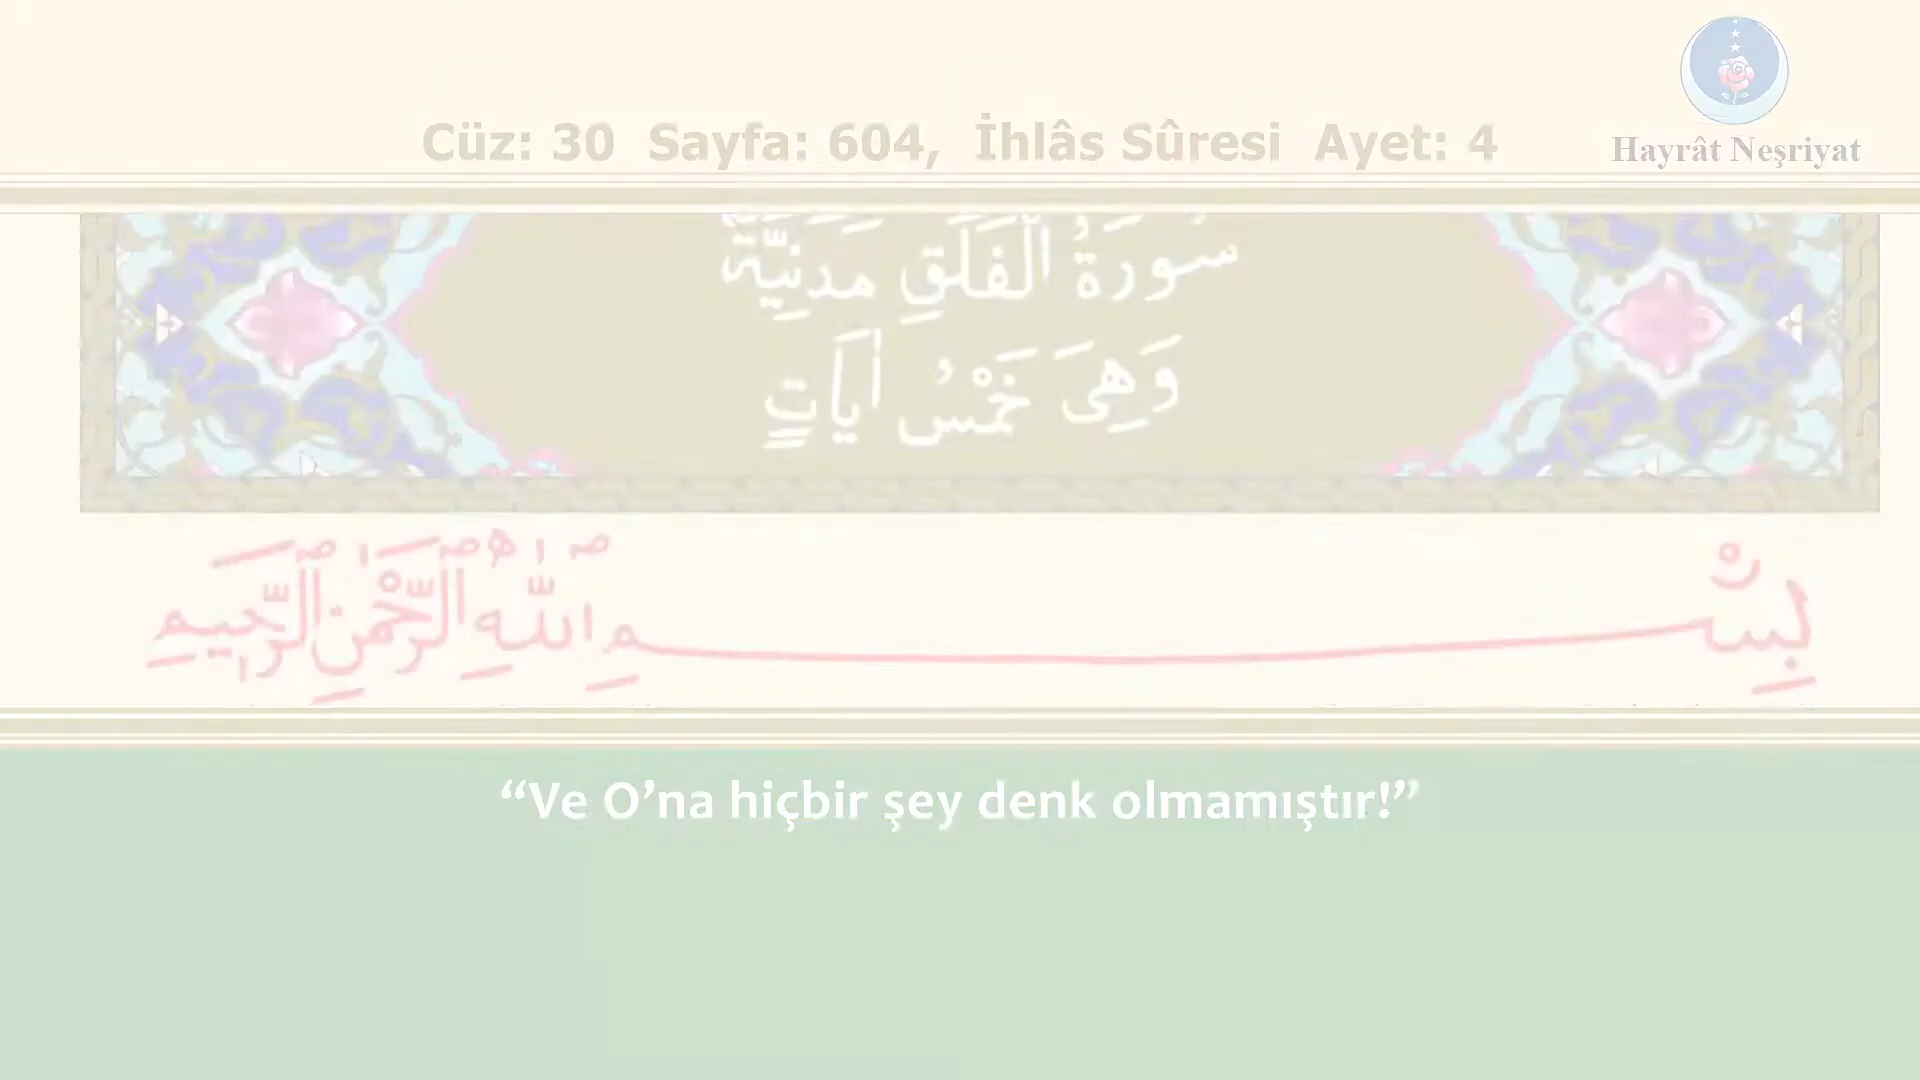 Cüz: 30 Sayfa: 604, İhlâs Sûresi Ayet: 4
Hayrât Neşriyat
سُورَةُ الْفَلَقِ مَدَنِيَّةٌ
وَهِىَ خَمْسُ اٰيَاتٍ
بِسْمِ اللّٰهِ الرَّحْمٰنِ الرَّحِيمِ
“Ve O’na hiçbir şey denk olmamıştır!”